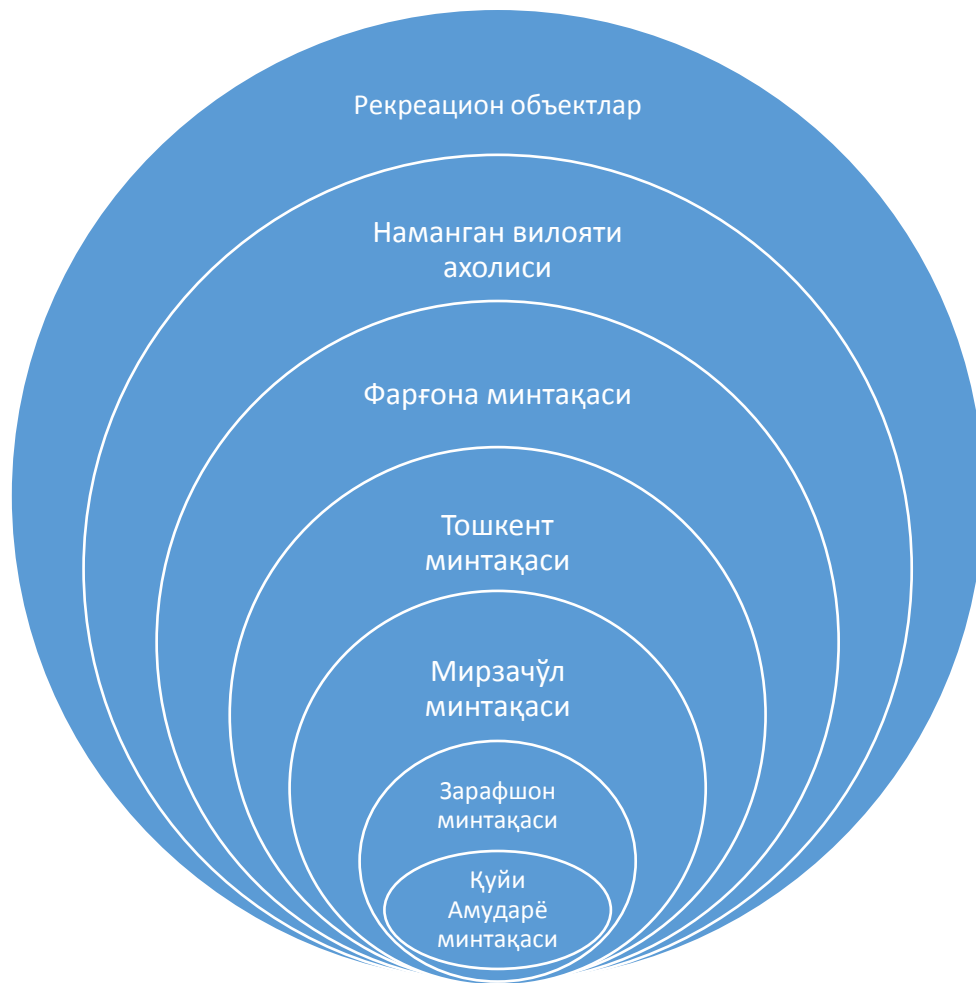 Рекреацион объектлар
Наманган вилояти
ахолиси
Фарғона минтақаси
Тошкент
минтақаси
Мирзачўл
минтақаси
Зарафшон
минтақаси
Қуйи
Амударё
минтақаси